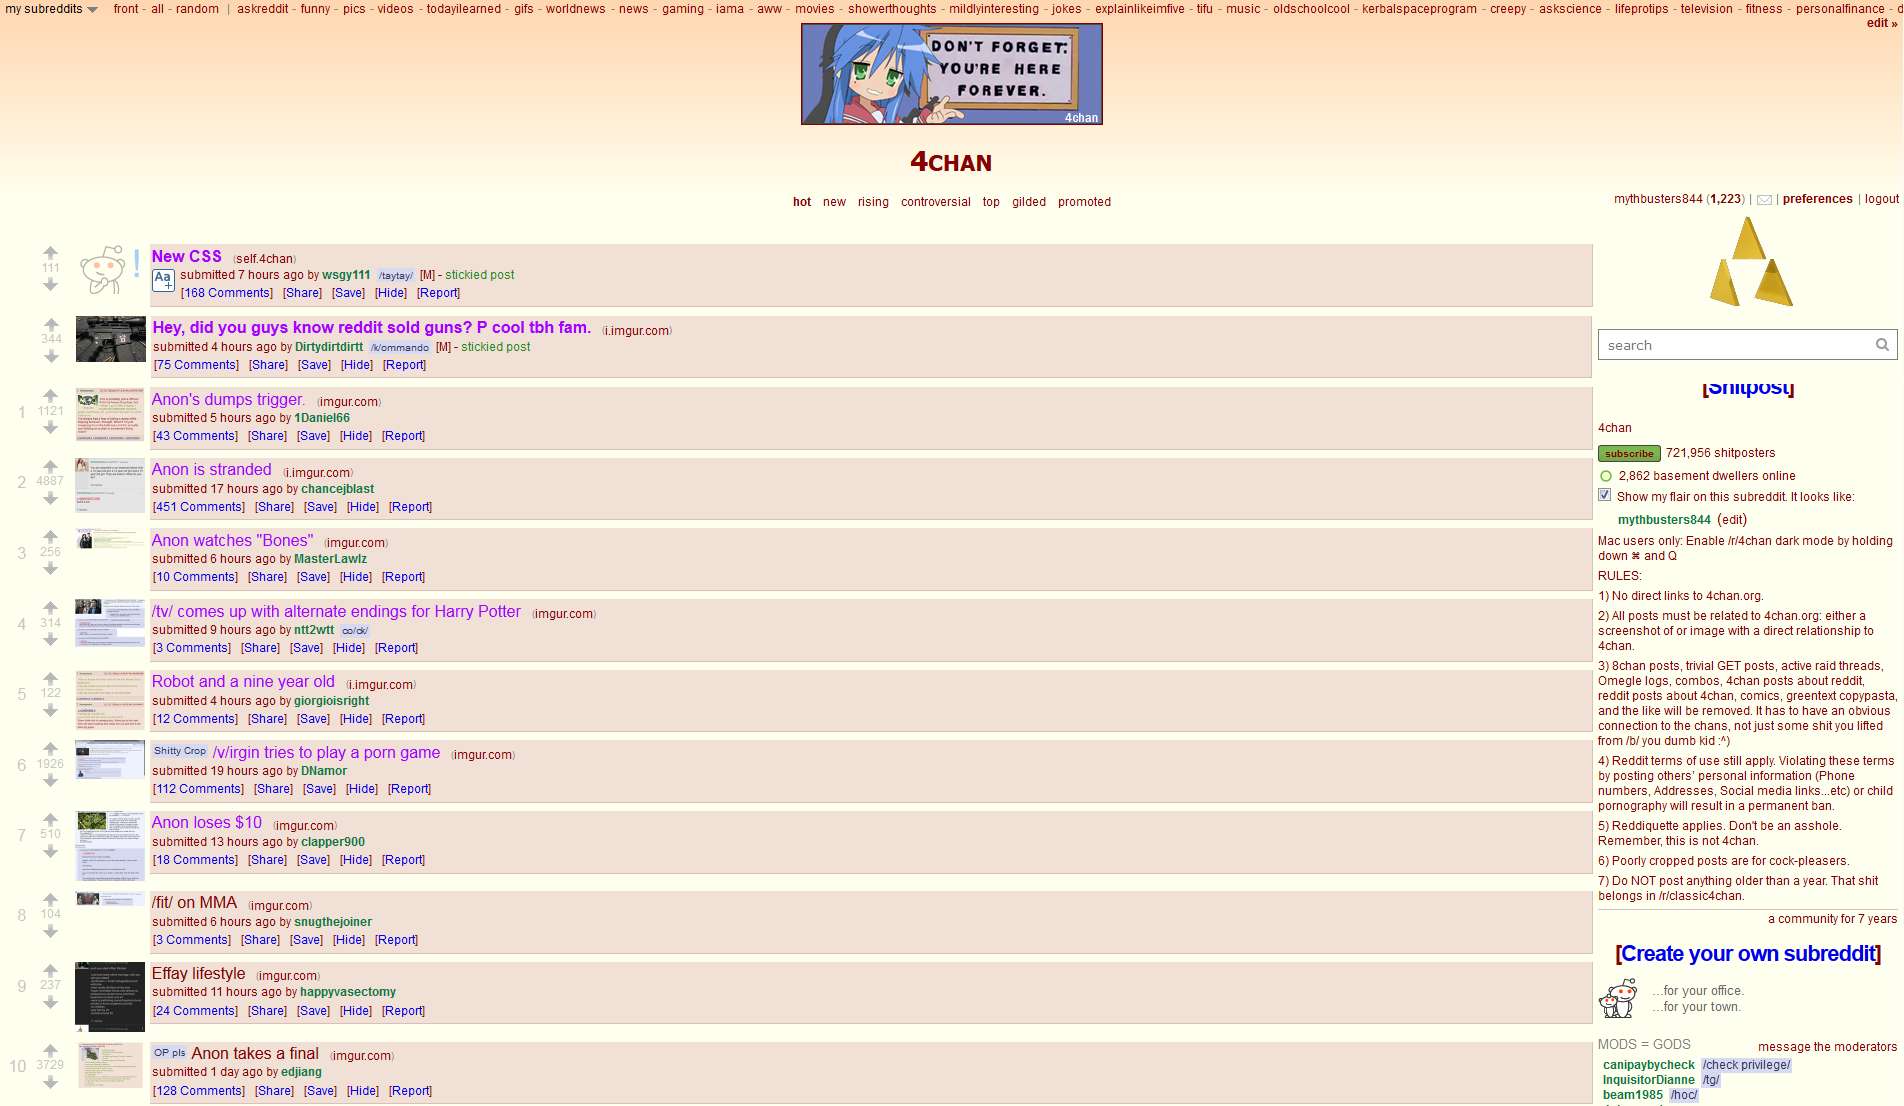 my subreddits front - all - random | askreddit - funny - pics - videos - todayilearned - gifs - worldnews - news - gaming - iama - aww - movies - showerthoughts - mildlyinteresting - jokes - explainlikeimfive - tifu - music - oldschoolcool - kerbalspaceprogram - creepy - askscience - lifeprotips - television - fitness - personalfinance - d
edit »
DON'T FORGET:
YOU'RE HERE
FOREVER.
4chan
4CHAN
hot new rising controversial top gilded promoted
mythbusters844 (1,223) | | preferences | logout
111
New CSS (self.4chan)
Aa+
submitted 7 hours ago by wsgy111 /taytay/ [M] - stickied post
[168 Comments] [Share] [Save] [Hide] [Report]
344
Hey, did you guys know reddit sold guns? P cool tbh fam. (i.imgur.com)
submitted 4 hours ago by Dirtydirtdirtt /k/ommando [M] - stickied post
[75 Comments] [Share] [Save] [Hide] [Report]
1 1121
Anon's dumps trigger. (imgur.com)
submitted 5 hours ago by 1Daniel66
[43 Comments] [Share] [Save] [Hide] [Report]
2 4887
Anon is stranded (i.imgur.com)
submitted 17 hours ago by chancejblast
[451 Comments] [Share] [Save] [Hide] [Report]
3 256
Anon watches "Bones" (imgur.com)
submitted 6 hours ago by MasterLawlz
[10 Comments] [Share] [Save] [Hide] [Report]
4 314
/tv/ comes up with alternate endings for Harry Potter (imgur.com)
submitted 9 hours ago by ntt2wtt co/ck/
[3 Comments] [Share] [Save] [Hide] [Report]
5 122
Robot and a nine year old (i.imgur.com)
submitted 4 hours ago by giorgioisright
[12 Comments] [Share] [Save] [Hide] [Report]
6 1926
Shitty Crop /v/irgin tries to play a porn game (imgur.com)
submitted 19 hours ago by DNamor
[112 Comments] [Share] [Save] [Hide] [Report]
7 510
Anon loses $10 (imgur.com)
submitted 13 hours ago by clapper900
[18 Comments] [Share] [Save] [Hide] [Report]
8 104
/fit/ on MMA (imgur.com)
submitted 6 hours ago by snugthejoiner
[3 Comments] [Share] [Save] [Hide] [Report]
9 237
Effay lifestyle (imgur.com)
submitted 11 hours ago by happyvasectomy
[24 Comments] [Share] [Save] [Hide] [Report]
10 3729
OP pls Anon takes a final (imgur.com)
submitted 1 day ago by edjiang
[128 Comments] [Share] [Save] [Hide] [Report]
search
[Shitpost]
4chan
subscribe 721,956 shitposters
2,862 basement dwellers online
Show my flair on this subreddit. It looks like:
mythbusters844 (edit)
Mac users only: Enable /r/4chan dark mode by holding
down ⌘ and Q
RULES:
1) No direct links to 4chan.org.
2) All posts must be related to 4chan.org: either a
screenshot of or image with a direct relationship to
4chan.
3) 8chan posts, trivial GET posts, active raid threads,
Omegle logs, combos, 4chan posts about reddit,
reddit posts about 4chan, comics, greentext copypasta,
and the like will be removed. It has to have an obvious
connection to the chans, not just some shit you lifted
from /b/ you dumb kid :^)
4) Reddit terms of use still apply. Violating these terms
by posting others' personal information (Phone
numbers, Addresses, Social media links...etc) or child
pornography will result in a permanent ban.
5) Reddiquette applies. Don't be an asshole.
Remember, this is not 4chan.
6) Poorly cropped posts are for cock-pleasers.
7) Do NOT post anything older than a year. That shit
belongs in /r/classic4chan.
a community for 7 years
[Create your own subreddit]
...for your office.
...for your town.
MODS = GODS message the moderators
canipaybycheck /check privilege/
InquisitorDianne /tg/
beam1985 /hoc/